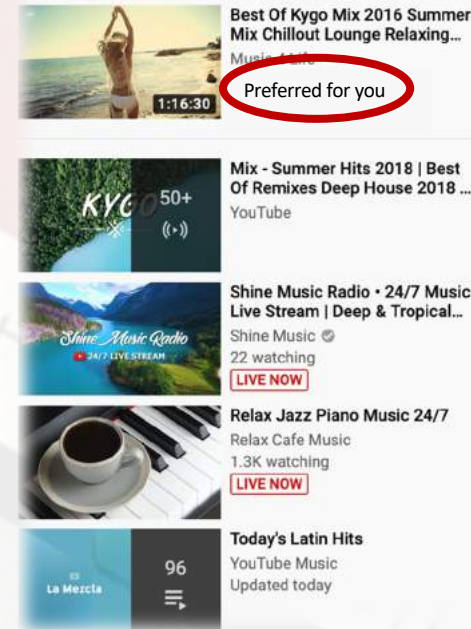 Best Of Kygo Mix 2016 Summer
Mix Chillout Lounge Relaxing...
Music 4 Life
Preferred for you
1:16:30
Mix - Summer Hits 2018 | Best
Of Remixes Deep House 2018 ...
YouTube
KYGO
50+
Shine Music Radio • 24/7 Music
Live Stream | Deep & Tropical...
Shine Music
22 watching
LIVE NOW
Shine Music Radio
24/7 LIVE STREAM
Relax Jazz Piano Music 24/7
Relax Cafe Music
1.3K watching
LIVE NOW
Today's Latin Hits
YouTube Music
Updated today
La Mezcla
96